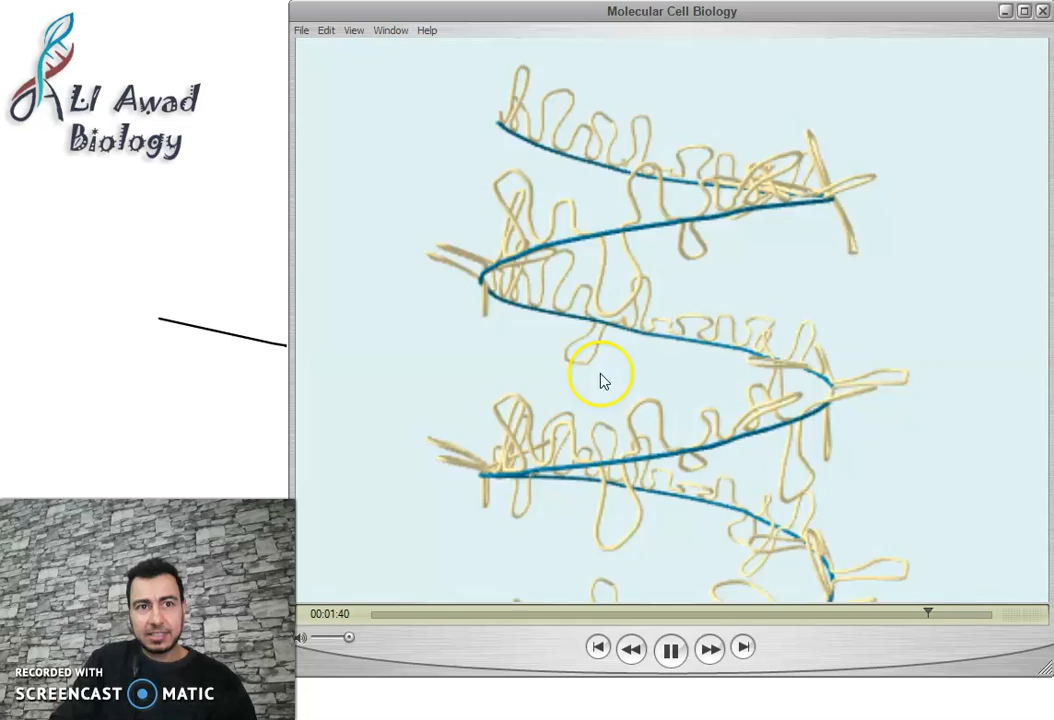 ALI Awad
Biology
Molecular Cell Biology
File Edit View Window Help
00:01:40
RECORDED WITH
SCREENCAST MATIC